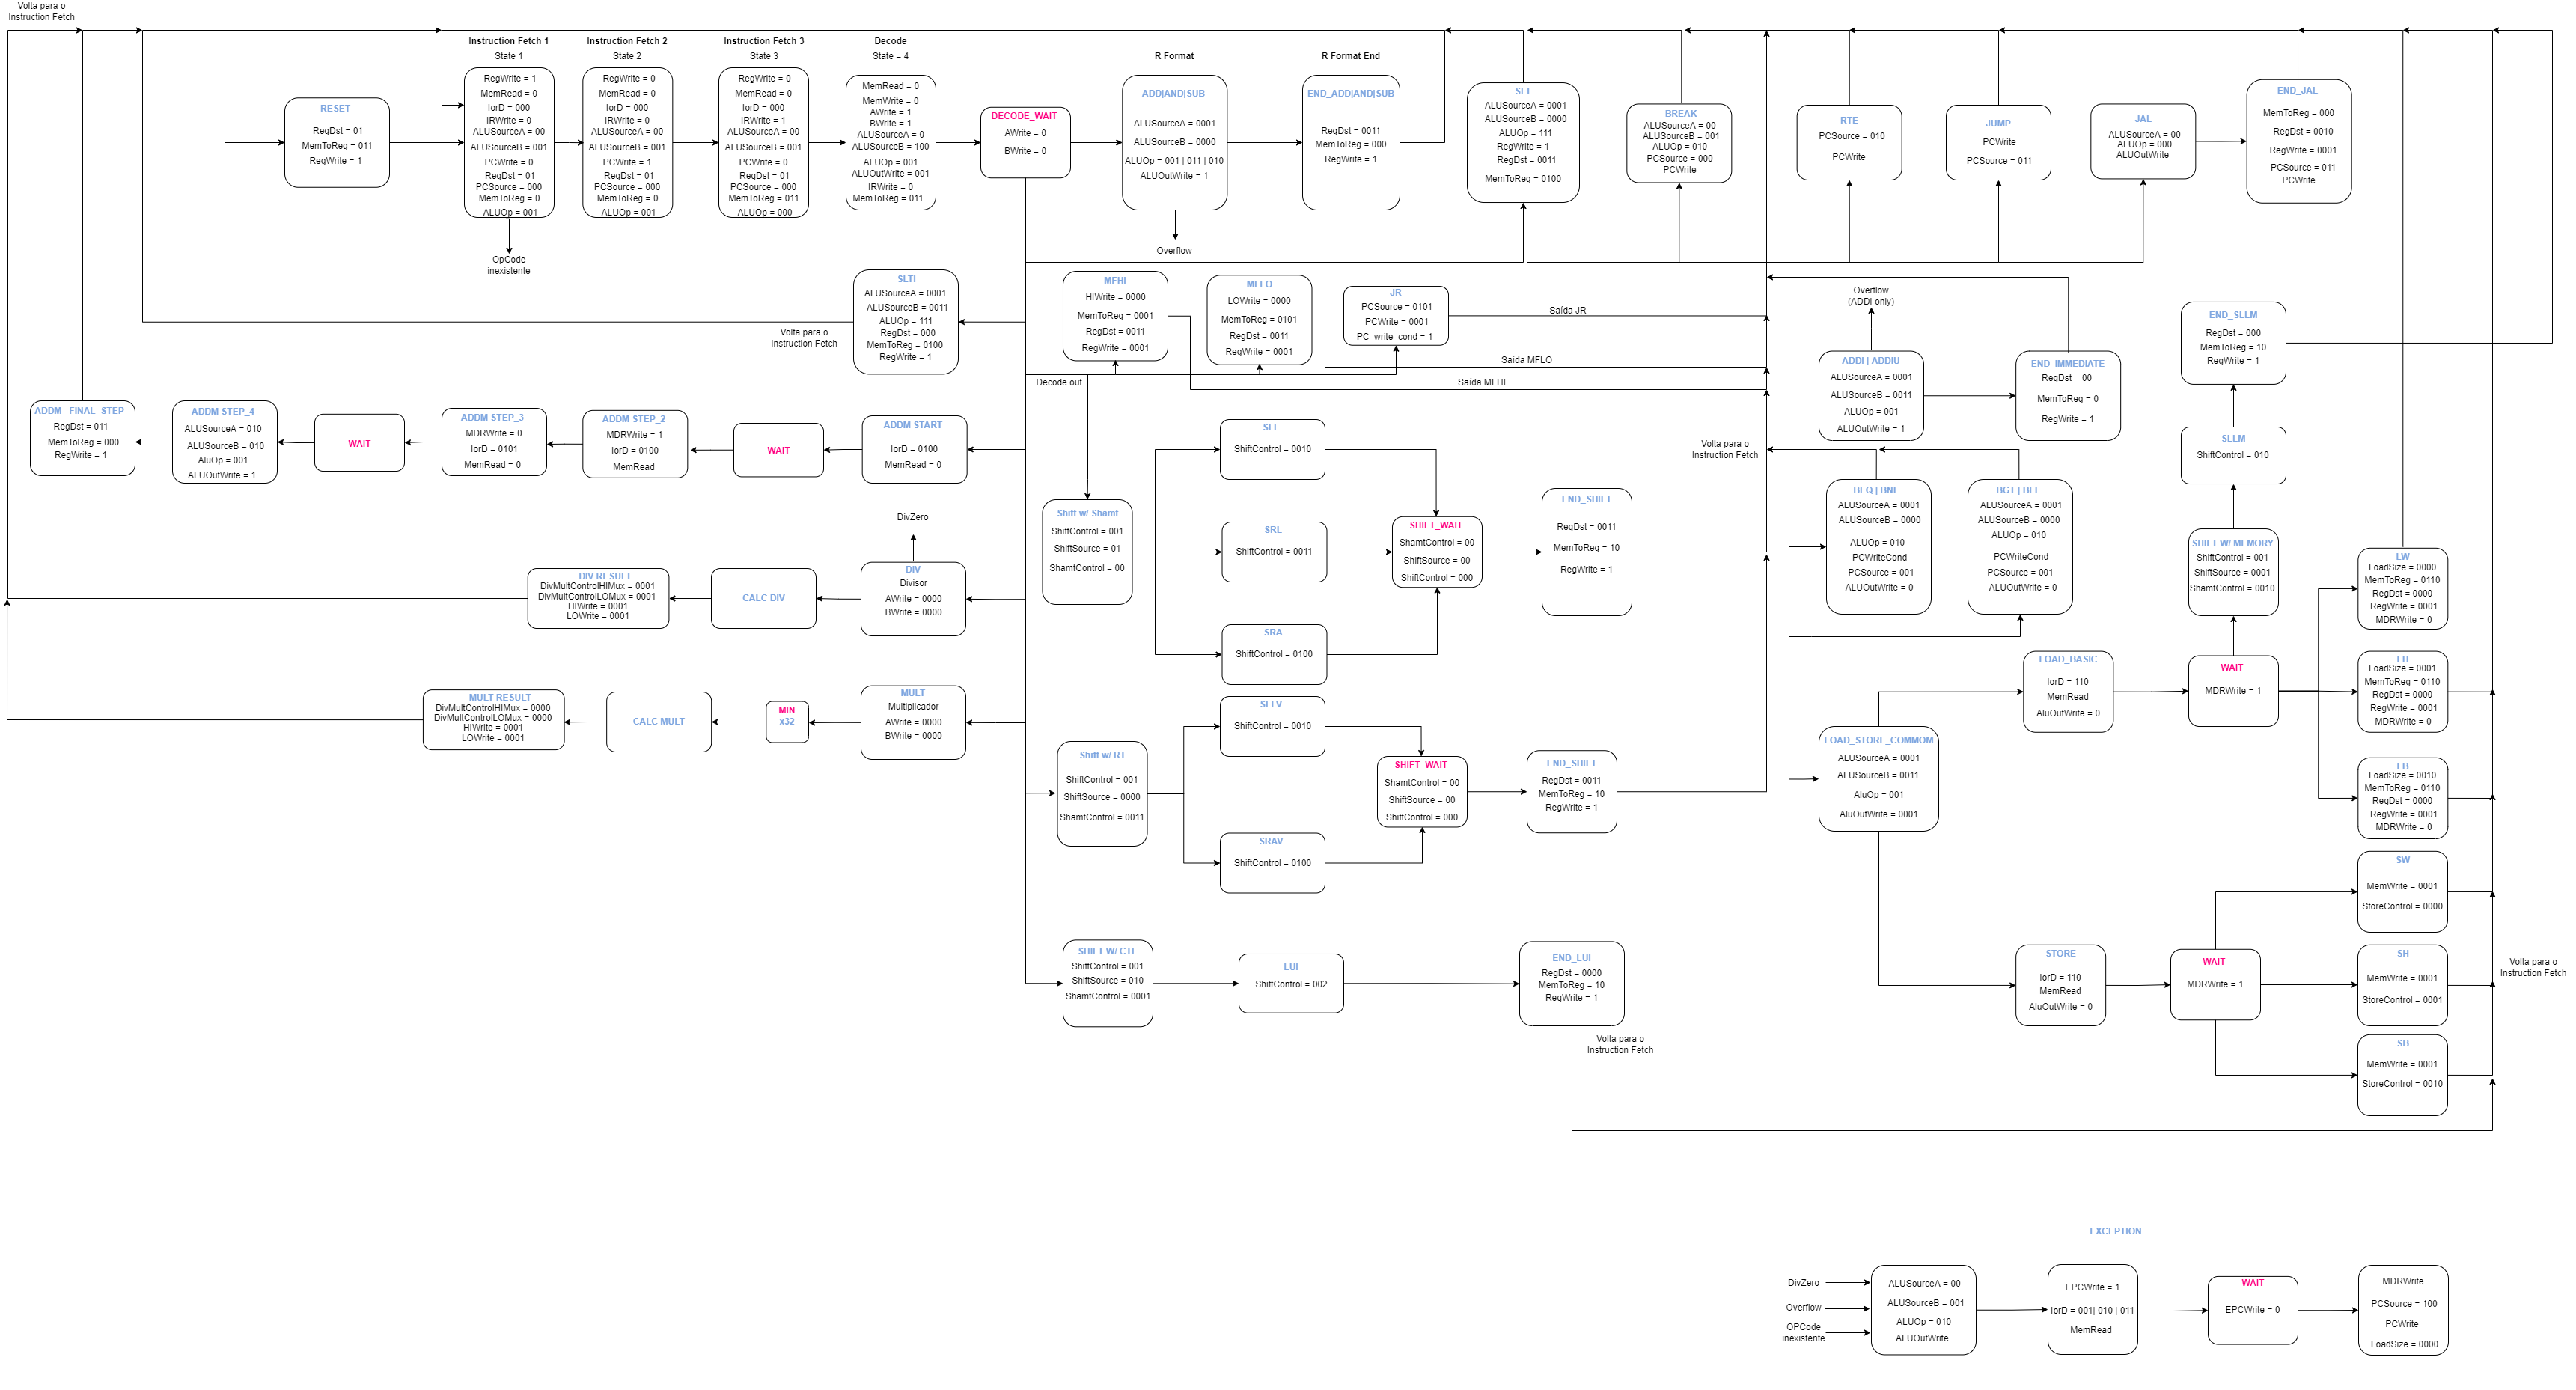 Volta para o
Instruction Fetch
Instruction Fetch 1
State 1
Instruction Fetch 2
State 2
Instruction Fetch 3
State 3
Decode
State = 4
R Format
R Format End
RESET
RegDst = 01
MemToReg = 011
RegWrite = 1
RegWrite = 1
MemRead = 0
IorD = 000
IRWrite = 0
ALUSourceA = 00
ALUSourceB = 001
PCWrite = 0
RegDst = 01
PCSource = 000
MemToReg = 0
ALUOp = 001
OpCode
inexistente
RegWrite = 0
MemRead = 0
IorD = 000
IRWrite = 0
ALUSourceA = 00
ALUSourceB = 001
PCWrite = 1
RegDst = 01
PCSource = 000
MemToReg = 0
ALUOp = 001
RegWrite = 0
MemRead = 0
IorD = 000
IRWrite = 1
ALUSourceA = 00
ALUSourceB = 001
PCWrite = 0
RegDst = 01
PCSource = 000
MemToReg = 011
ALUOp = 000
MemRead = 0
MemWrite = 0
AWrite = 1
BWrite = 1
ALUSourceA = 0
ALUSourceB = 100
ALUOp = 001
ALUOutWrite = 001
IRWrite = 0
MemToReg = 011
DECODE_WAIT
AWrite = 0
BWrite = 0
ADD|AND|SUB
ALUSourceA = 0001
ALUSourceB = 0000
ALUOp = 001 | 011 | 010
ALUOutWrite = 1
Overflow
END_ADD|AND|SUB
RegDst = 0011
MemToReg = 000
RegWrite = 1
SLT
ALUSourceA = 0001
ALUSourceB = 0000
ALUOp = 111
RegWrite = 1
RegDst = 0011
MemToReg = 0100
BREAK
ALUSourceA = 00
ALUSourceB = 001
ALUOp = 010
PCSource = 000
PCWrite
RTE
PCSource = 010
PCWrite
JUMP
PCWrite
PCSource = 011
JAL
ALUSourceA = 00
ALUOp = 000
ALUOutWrite
END_JAL
MemToReg = 000
RegDst = 0010
RegWrite = 0001
PCSource = 011
PCWrite
SLTI
ALUSourceA = 0001
ALUSourceB = 0011
ALUOp = 111
RegDst = 000
MemToReg = 0100
RegWrite = 1
Volta para o
Instruction Fetch
MFHI
HIWrite = 0000
MemToReg = 0001
RegDst = 0011
RegWrite = 0001
MFLO
LOWrite = 0000
MemToReg = 0101
RegDst = 0011
RegWrite = 0001
JR
PCSource = 0101
PCWrite = 0001
PC_write_cond = 1
Saída JR
Saída MFLO
Saída MFHI
Decode out
Overflow
(ADDI only)
ADDI | ADDIU
ALUSourceA = 0001
ALUSourceB = 0011
ALUOp = 001
ALUOutWrite = 1
END_IMMEDIATE
RegDst = 00
MemToReg = 0
RegWrite = 1
END_SLLM
RegDst = 000
MemToReg = 10
RegWrite = 1
ADDM _FINAL_STEP
RegDst = 011
MemToReg = 000
RegWrite = 1
ADDM STEP_4
ALUSourceA = 010
ALUSourceB = 010
AluOp = 001
ALUOutWrite = 1
WAIT
ADDM STEP_3
MDRWrite = 0
IorD = 0101
MemRead = 0
ADDM STEP_2
MDRWrite = 1
IorD = 0100
MemRead
WAIT
ADDM START
IorD = 0100
MemRead = 0
SLL
ShiftControl = 0010
Volta para o
Instruction Fetch
SLLM
ShiftControl = 010
Shift w/ Shamt
ShiftControl = 001
ShiftSource = 01
ShamtControl = 00
SRL
ShiftControl = 0011
SHIFT_WAIT
ShamtControl = 00
ShiftSource = 00
ShiftControl = 000
END_SHIFT
RegDst = 0011
MemToReg = 10
RegWrite = 1
BEQ | BNE
ALUSourceA = 0001
ALUSourceB = 0000
ALUOp = 010
PCWriteCond
PCSource = 001
ALUOutWrite = 0
BGT | BLE
ALUSourceA = 0001
ALUSourceB = 0000
ALUOp = 010
PCWriteCond
PCSource = 001
ALUOutWrite = 0
SHIFT W/ MEMORY
ShiftControl = 001
ShiftSource = 0001
ShamtControl = 0010
LW
LoadSize = 0000
MemToReg = 0110
RegDst = 0000
RegWrite = 0001
MDRWrite = 0
DivZero
DIV RESULT
DivMultControlHIMux = 0001
DivMultControlLOMux = 0001
HIWrite = 0001
LOWrite = 0001
CALC DIV
DIV
Divisor
AWrite = 0000
BWrite = 0000
SRA
ShiftControl = 0100
LOAD_BASIC
IorD = 110
MemRead
AluOutWrite = 0
WAIT
MDRWrite = 1
LH
LoadSize = 0001
MemToReg = 0110
RegDst = 0000
RegWrite = 0001
MDRWrite = 0
MULT RESULT
DivMultControlHIMux = 0000
DivMultControlLOMux = 0000
HIWrite = 0001
LOWrite = 0001
CALC MULT
MIN
x32
MULT
Multiplicador
AWrite = 0000
BWrite = 0000
SLLV
ShiftControl = 0010
Shift w/ RT
ShiftControl = 001
ShiftSource = 0000
ShamtControl = 0011
SHIFT_WAIT
ShamtControl = 00
ShiftSource = 00
ShiftControl = 000
END_SHIFT
RegDst = 0011
MemToReg = 10
RegWrite = 1
LOAD_STORE_COMMOM
ALUSourceA = 0001
ALUSourceB = 0011
AluOp = 001
AluOutWrite = 0001
LB
LoadSize = 0010
MemToReg = 0110
RegDst = 0000
RegWrite = 0001
MDRWrite = 0
SRAV
ShiftControl = 0100
SW
MemWrite = 0001
StoreControl = 0000
SHIFT W/ CTE
ShiftControl = 001
ShiftSource = 010
ShamtControl = 0001
LUI
ShiftControl = 002
END_LUI
RegDst = 0000
MemToReg = 10
RegWrite = 1
Volta para o
Instruction Fetch
STORE
IorD = 110
MemRead
AluOutWrite = 0
WAIT
MDRWrite = 1
SH
MemWrite = 0001
StoreControl = 0001
Volta para o
Instruction Fetch
SB
MemWrite = 0001
StoreControl = 0010
EXCEPTION
DivZero
Overflow
OPCode
inexistente
ALUSourceA = 00
ALUSourceB = 001
ALUOp = 010
ALUOutWrite
EPCWrite = 1
IorD = 001| 010 | 011
MemRead
WAIT
EPCWrite = 0
MDRWrite
PCSource = 100
PCWrite
LoadSize = 0000